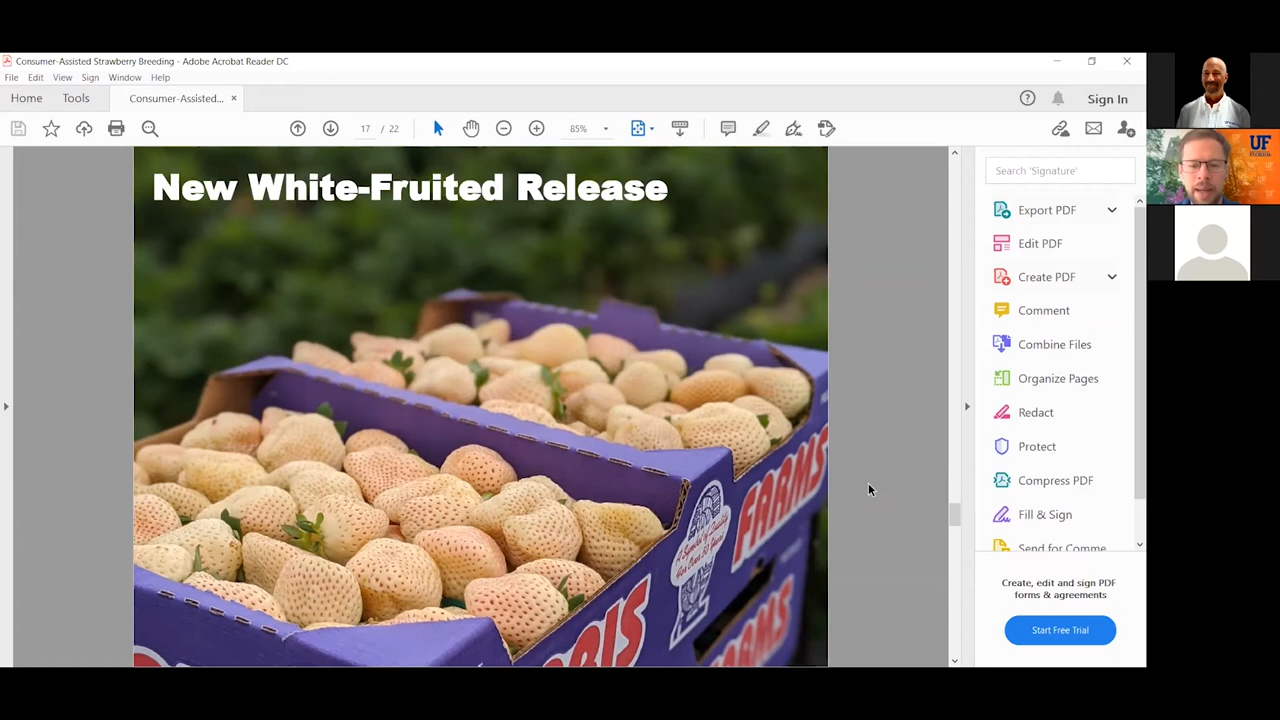 Consumer-Assisted Strawberry Breeding - Adobe Acrobat Reader DC
File Edit View Sign Window Help
Home Tools Consumer-Assisted... × Sign In
17 / 22 85%
New White-Fruited Release
Search 'Signature'
Export PDF
Edit PDF
Create PDF
Comment
Combine Files
Organize Pages
Redact
Protect
Compress PDF
Fill & Sign
Send for Comme
Create, edit and sign PDF
forms & agreements
Start Free Trial
UF
FLORIDA
FARMS
FARMS